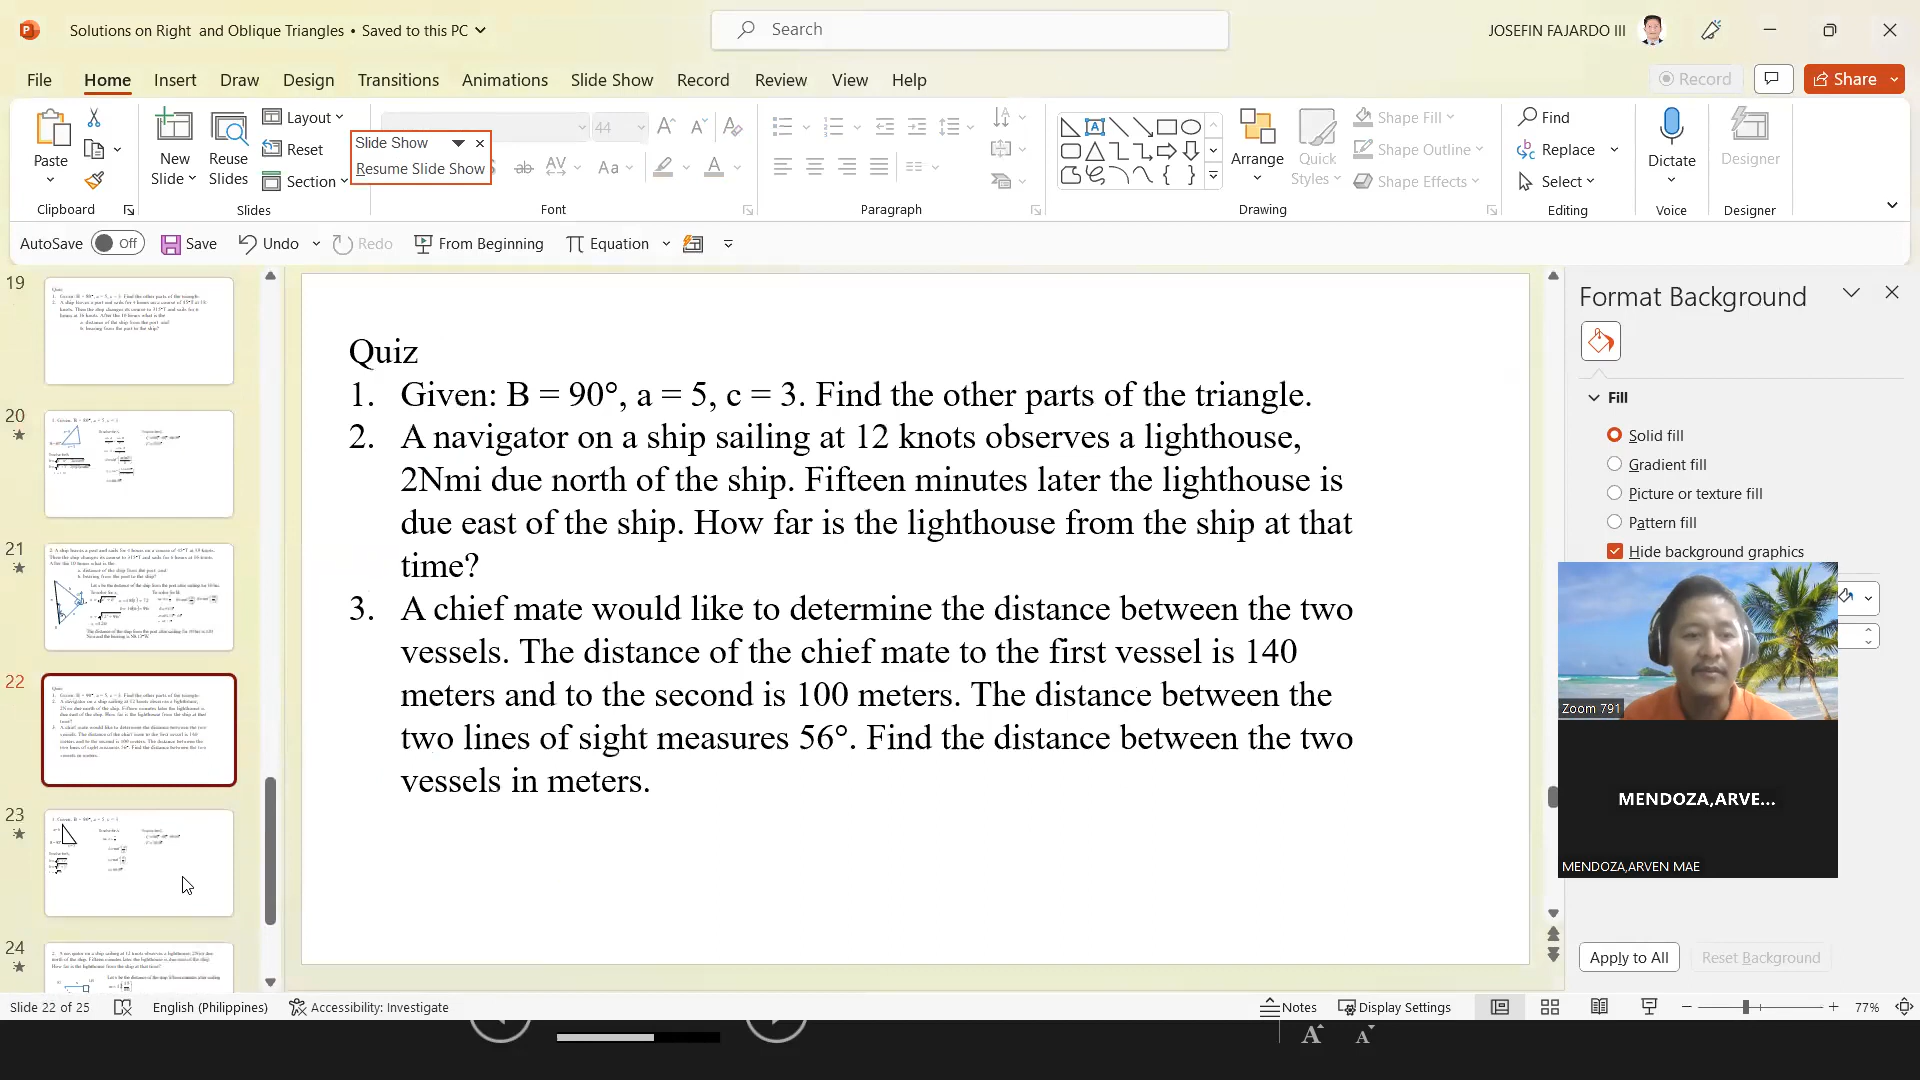 Solutions on Right and Oblique Triangles • Saved to this PC
Search
JOSEFIN FAJARDO III
File Home Insert Draw Design Transitions Animations Slide Show Record Review View Help
Record
Share
Paste
New Slide
Reuse Slides
Layout
Reset
Section
Slide Show
Resume Slide Show
44
Arrange
Quick Styles
Shape Fill
Shape Outline
Shape Effects
Find
Replace
Select
Dictate
Designer
Clipboard
Slides
Font
Paragraph
Drawing
Editing
Voice
Designer
AutoSave Off Save Undo Redo From Beginning Equation
19
20
21
22
23
24
Quiz
1. Given: B = 90°, a = 5, c = 3. Find the other parts of the triangle.
2. A navigator on a ship sailing at 12 knots observes a lighthouse,
2Nmi due north of the ship. Fifteen minutes later the lighthouse is
due east of the ship. How far is the lighthouse from the ship at that
time?
3. A chief mate would like to determine the distance between the two
vessels. The distance of the chief mate to the first vessel is 140
meters and to the second is 100 meters. The distance between the
two lines of sight measures 56°. Find the distance between the two
vessels in meters.
Format Background
Fill
Solid fill
Gradient fill
Picture or texture fill
Pattern fill
Hide background graphics
Zoom 791
MENDOZA,ARVE...
MENDOZA,ARVEN MAE
Apply to All
Reset Background
Slide 22 of 25
English (Philippines)
Accessibility: Investigate
Notes
Display Settings
77%